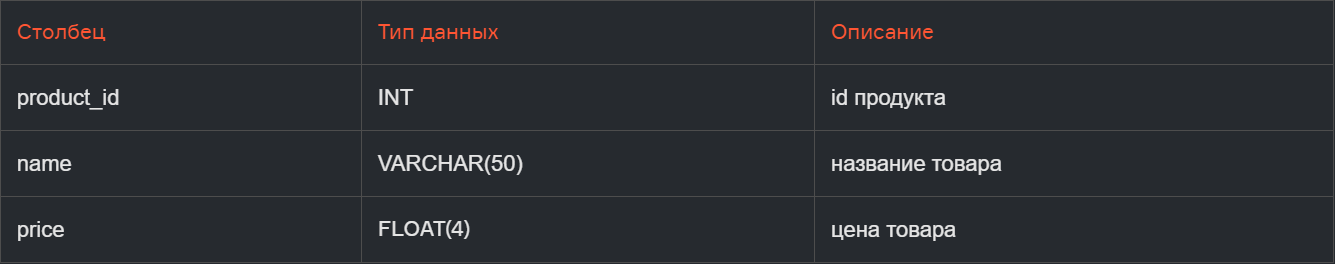 Столбец Тип данных Описание
product_id INT id продукта
name VARCHAR(50) название товара
price FLOAT(4) цена товара